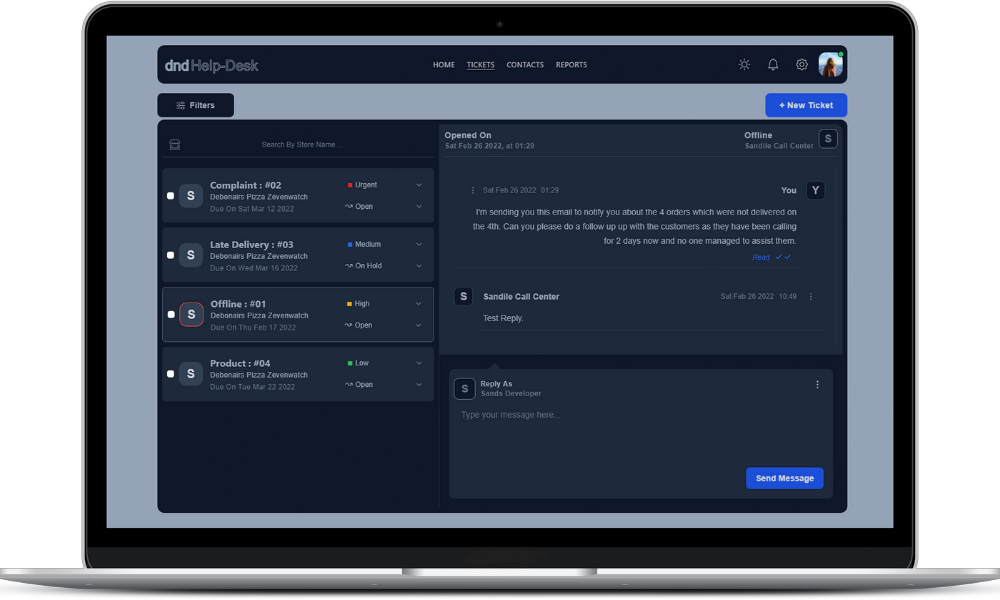 dnd Help-Desk
HOME TICKETS CONTACTS REPORTS
Filters
+ New Ticket
Search By Store Name ...
S
Complaint : #02
Debonairs Pizza Zevenwatch
Due On Sat Mar 12 2022
Urgent
Open
S
Late Delivery : #03
Debonairs Pizza Zevenwatch
Due On Wed Mar 16 2022
Medium
On Hold
S
Offline : #01
Debonairs Pizza Zevenwatch
Due On Thu Feb 17 2022
High
Open
S
Product : #04
Debonairs Pizza Zevenwatch
Due On Tue Mar 22 2022
Low
Open
Opened On
Sat Feb 26 2022, at 01:29
Offline
Sandile Call Center
S
Sat Feb 26 2022 01:29
You
Y
I'm sending you this email to notify you about the 4 orders which were not delivered on
the 4th. Can you please do a follow up up with the customers as they have been calling
for 2 days now and no one managed to assist them.
Read
S
Sandile Call Center
Sat Feb 26 2022 10:49
Test Reply.
S
Reply As
Sands Developer
Type your message here...
Send Message